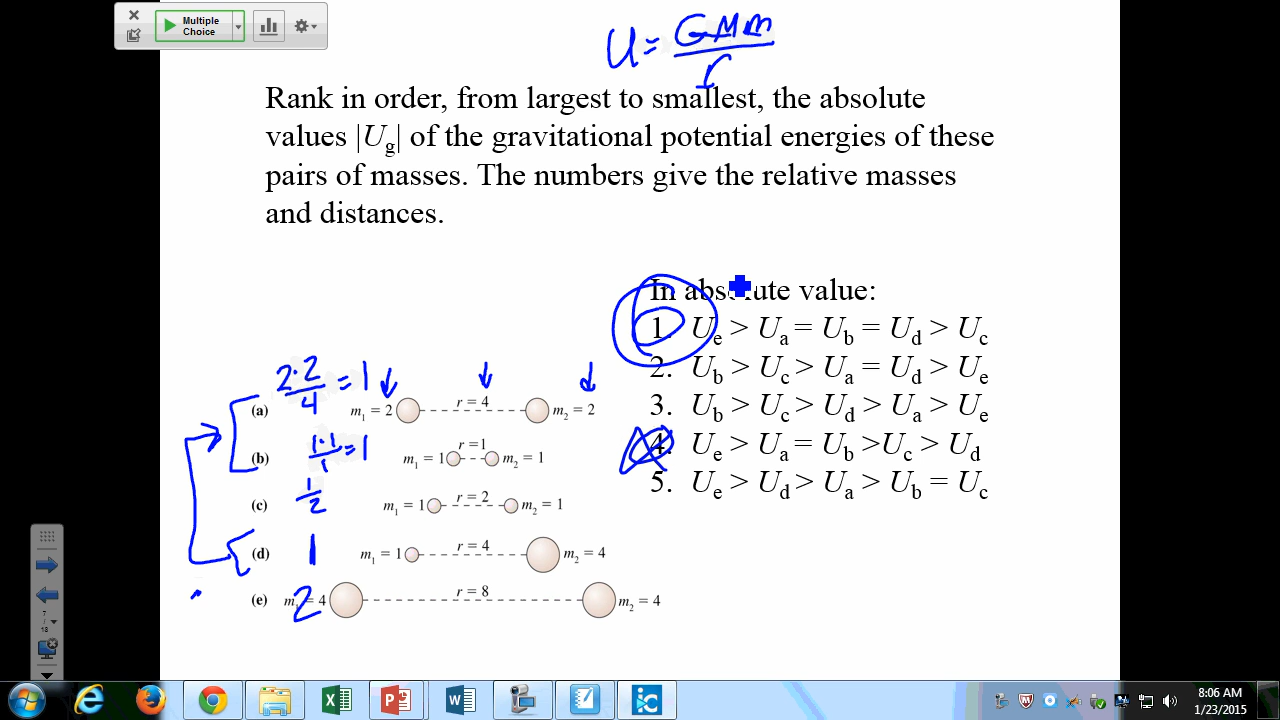 Multiple
Choice
U = GMm
r
Rank in order, from largest to smallest, the absolute
values |Ug| of the gravitational potential energies of these
pairs of masses. The numbers give the relative masses
and distances.
In absolute value:
1. Ue > Ua = Ub = Ud > Uc
2. Ub > Uc > Ua = Ud > Ue
3. Ub > Uc > Ud > Ua > Ue
4. Ue > Ua = Ub >Uc > Ud
5. Ue > Ud > Ua > Ub = Uc
2·2
4
= 1
(a) m1 = 2 r = 4 m2 = 2
1·1
1
= 1
(b) m1 = 1 r = 1 m2 = 1
1
2
(c) m1 = 1 r = 2 m2 = 1
(d) 1 m1 = 1 r = 4 m2 = 4
(e) m1 = 4 2 r = 8 m2 = 4
7
/
18
8:06 AM
1/23/2015